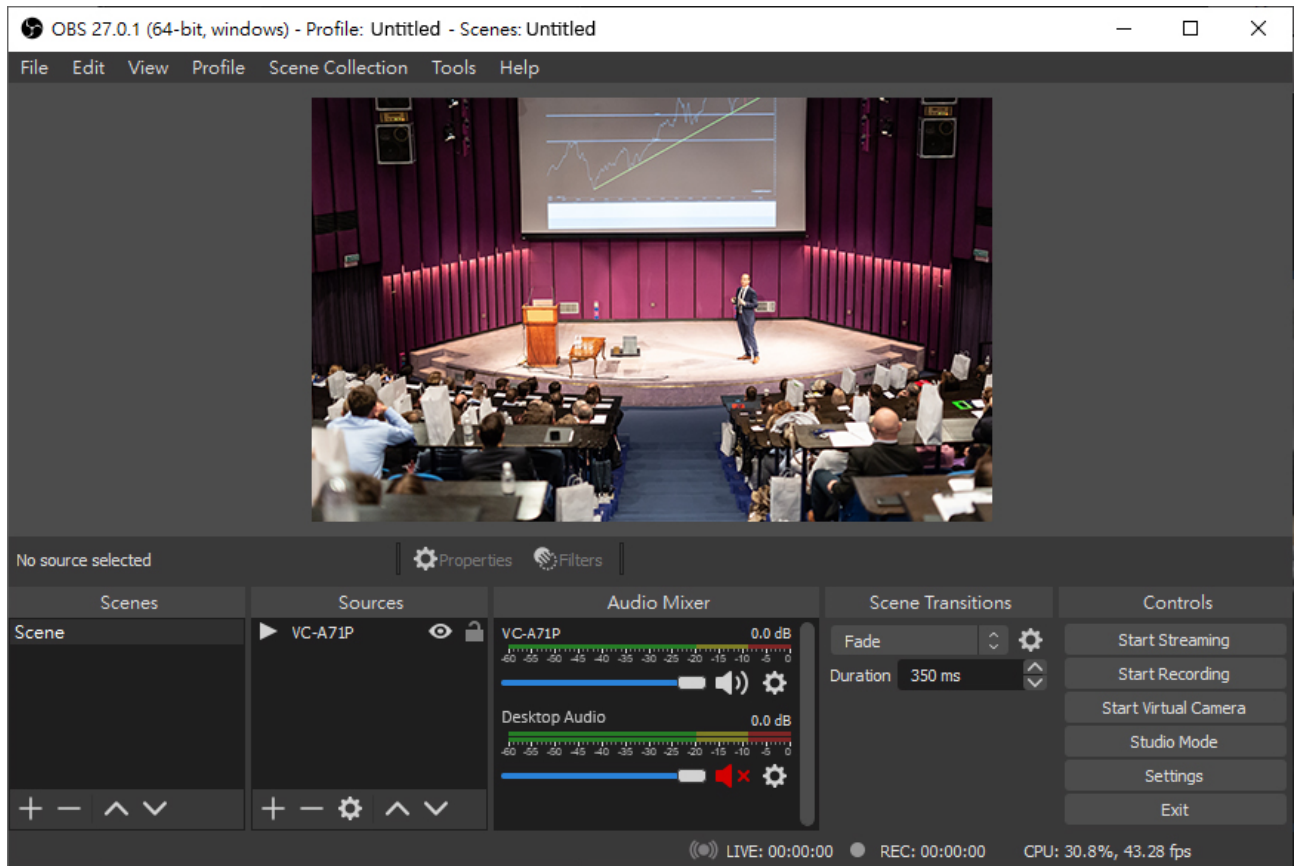 OBS 27.0.1 (64-bit, windows) - Profile: Untitled - Scenes: Untitled
File Edit View Profile Scene Collection Tools Help
No source selected
Properties Filters
Scenes
Scene
Sources
VC-A71P
Audio Mixer
VC-A71P 0.0 dB
-60 -55 -50 -45 -40 -35 -30 -25 -20 -15 -10 -5 0
Desktop Audio 0.0 dB
-60 -55 -50 -45 -40 -35 -30 -25 -20 -15 -10 -5 0
Scene Transitions
Fade
Duration 350 ms
Controls
Start Streaming
Start Recording
Start Virtual Camera
Studio Mode
Settings
Exit
LIVE: 00:00:00 REC: 00:00:00 CPU: 30.8%, 43.28 fps